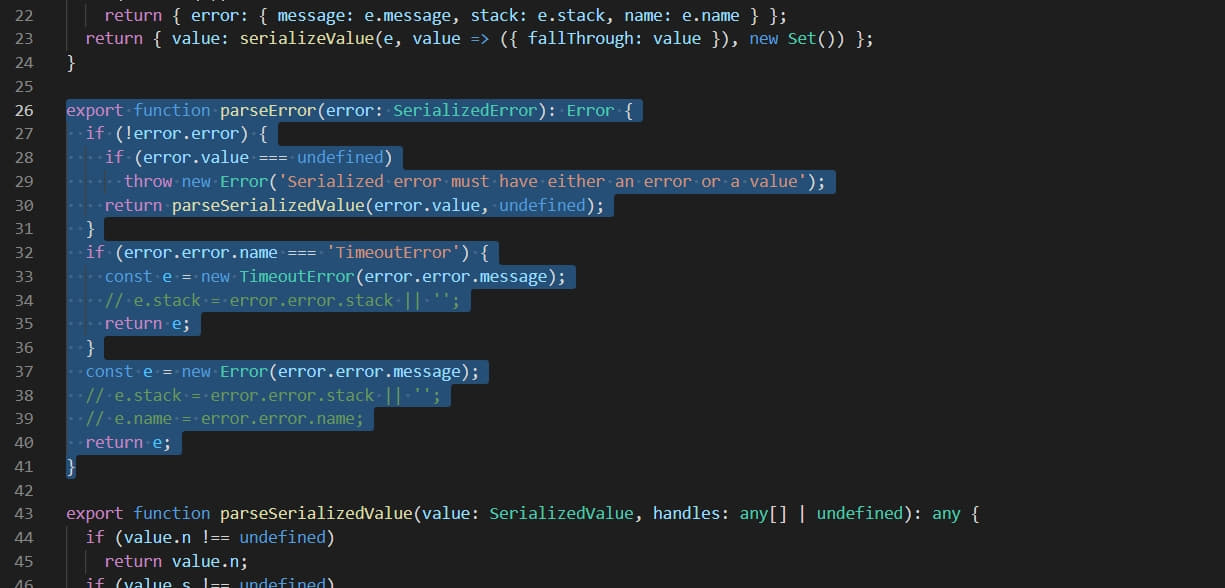 22 return { error: { message: e.message, stack: e.stack, name: e.name } };
23 return { value: serializeValue(e, value => ({ fallThrough: value }), new Set()) };
24 }
25
26 export function parseError(error: SerializedError): Error {
27 if (!error.error) {
28 if (error.value === undefined)
29 throw new Error('Serialized error must have either an error or a value');
30 return parseSerializedValue(error.value, undefined);
31 }
32 if (error.error.name === 'TimeoutError') {
33 const e = new TimeoutError(error.error.message);
34 // e.stack = error.error.stack || '';
35 return e;
36 }
37 const e = new Error(error.error.message);
38 // e.stack = error.error.stack || '';
39 // e.name = error.error.name;
40 return e;
41 }
42
43 export function parseSerializedValue(value: SerializedValue, handles: any[] | undefined): any {
44 if (value.n !== undefined)
45 return value.n;
46 if (value.s !== undefined)